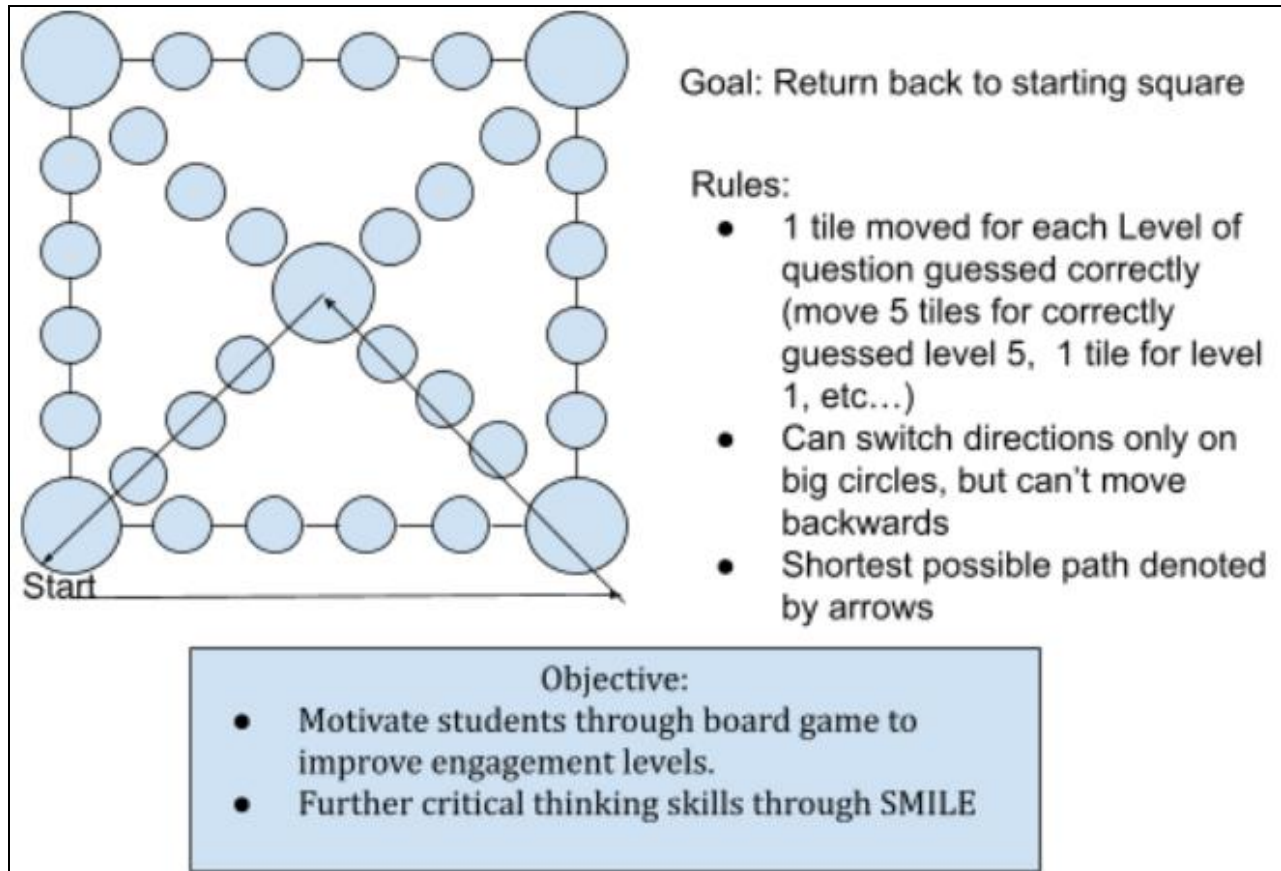 Goal: Return back to starting square
Rules:
● 1 tile moved for each Level of
question guessed correctly
(move 5 tiles for correctly
guessed level 5, 1 tile for level
1, etc…)
● Can switch directions only on
big circles, but can’t move
backwards
● Shortest possible path denoted
by arrows
Start
Objective:
● Motivate students through board game to
improve engagement levels.
● Further critical thinking skills through SMILE